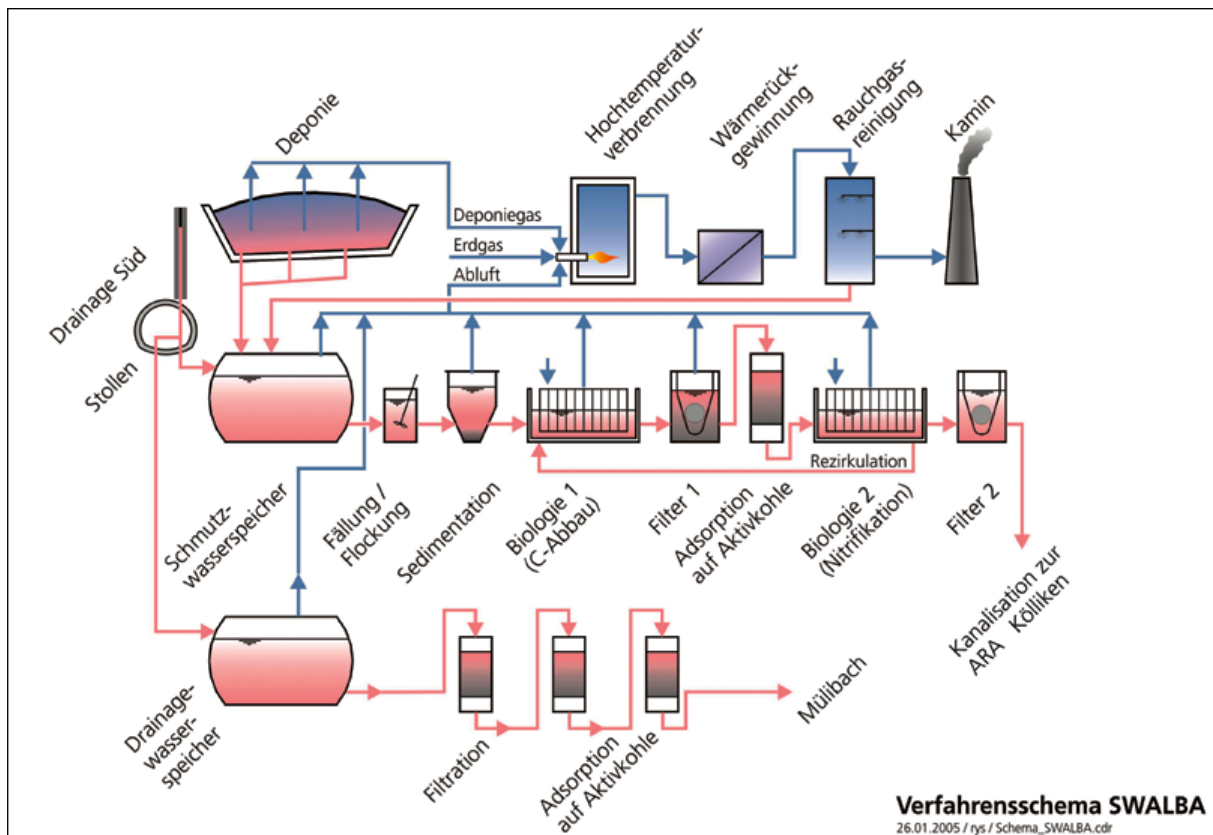 Deponie
Hochtemperatur-
verbrennung
Wärmerück-
gewinnung
Rauchgas-
reinigung
Kamin
Deponiegas
Erdgas
Abluft
Drainage Süd
Stollen
Rezirkulation
Schmutz-
wasserspeicher
Fällung /
Flockung
Sedimentation
Biologie 1
(C-Abbau)
Filter 1
Adsorption
auf Aktivkohle
Biologie 2
(Nitrifikation)
Filter 2
Kanalisation zur
ARA Kölliken
Drainage-
wasser-
speicher
Filtration
Adsorption
auf Aktivkohle
Mülibach
Verfahrensschema SWALBA
26.01.2005 / rys / Schema_SWALBA.cdr